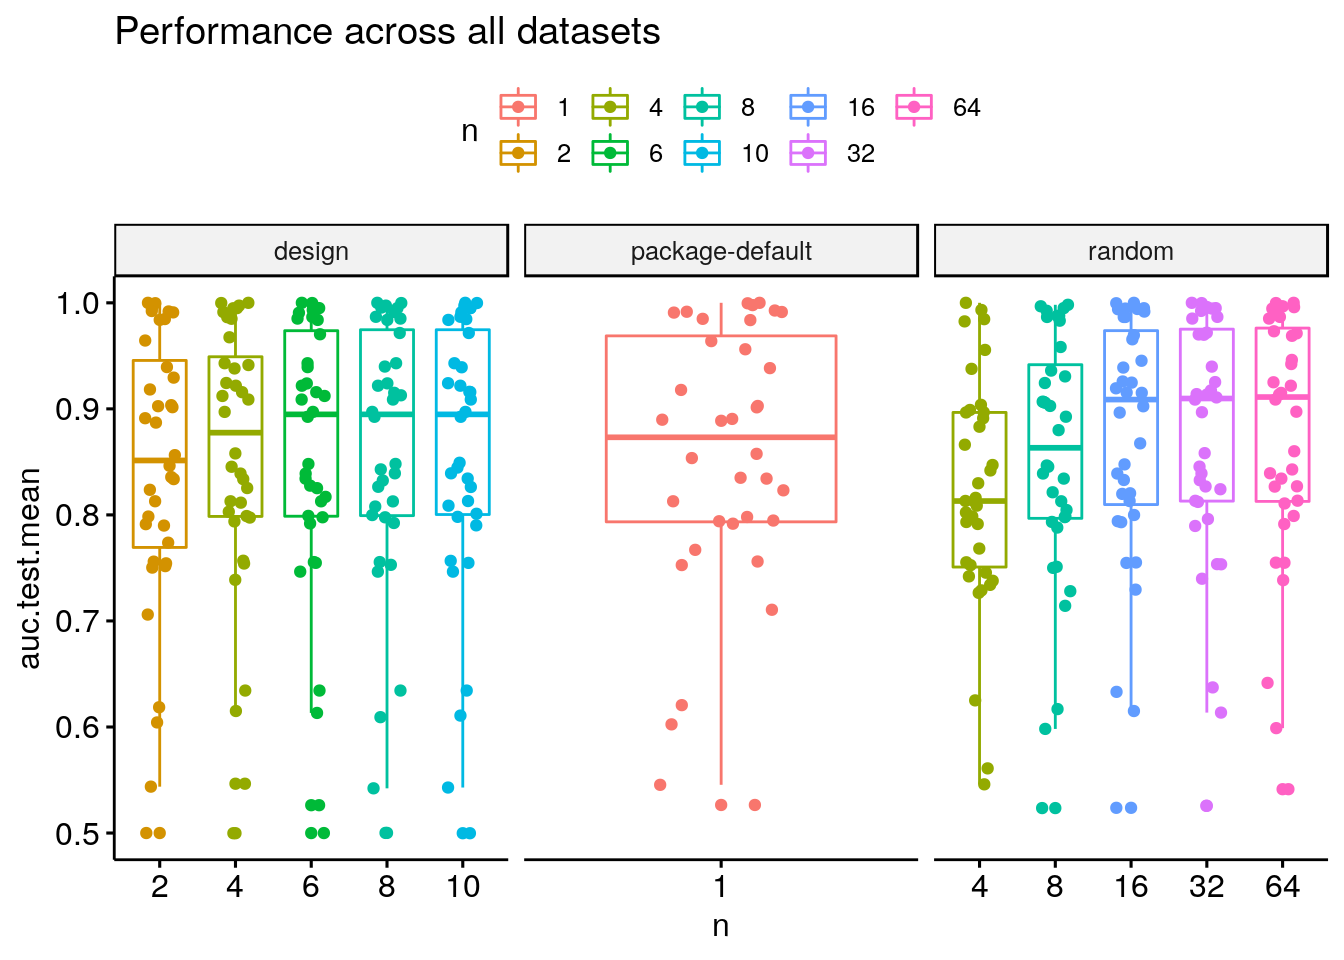 Performance across all datasets
n
1 4 8 16 64
2 6 10 32
design package-default random
auc.test.mean
1.0
0.9
0.8
0.7
0.6
0.5
2 4 6 8 10 1 4 8 16 32 64
n